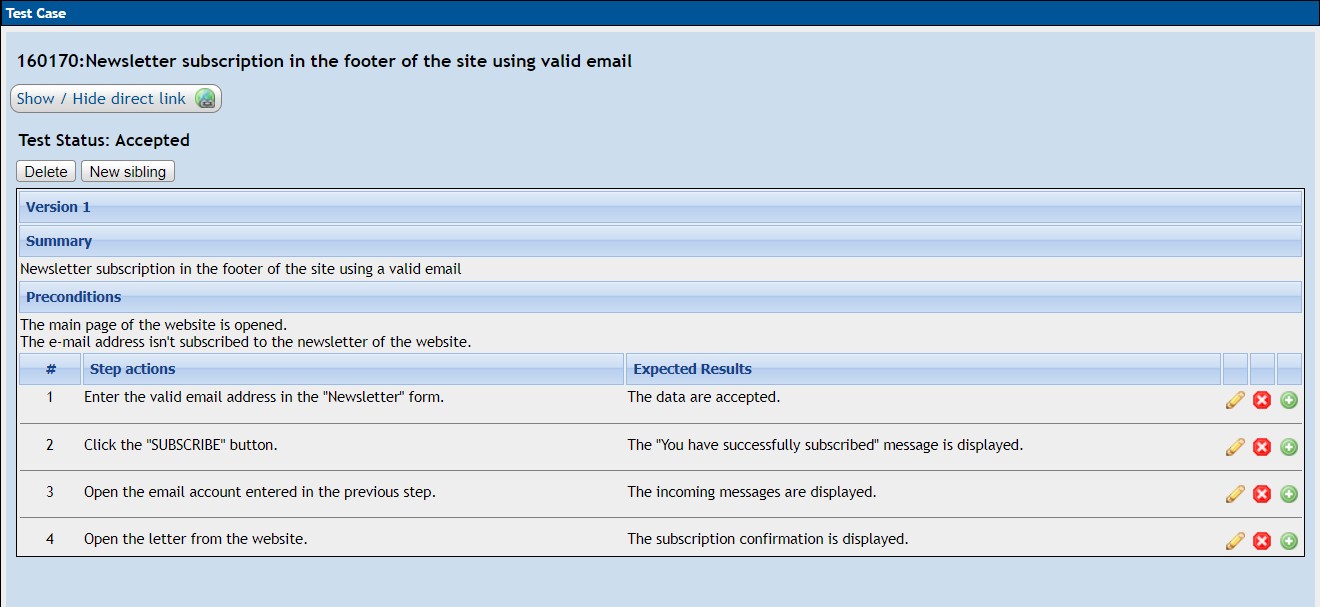 Test Case
160170:Newsletter subscription in the footer of the site using valid email
Show / Hide direct link
Test Status: Accepted
Delete New sibling
Version 1
Summary
Newsletter subscription in the footer of the site using a valid email
Preconditions
The main page of the website is opened.
The e-mail address isn't subscribed to the newsletter of the website.
# Step actions Expected Results
1 Enter the valid email address in the "Newsletter" form. The data are accepted.
2 Click the "SUBSCRIBE" button. The "You have successfully subscribed" message is displayed.
3 Open the email account entered in the previous step. The incoming messages are displayed.
4 Open the letter from the website. The subscription confirmation is displayed.